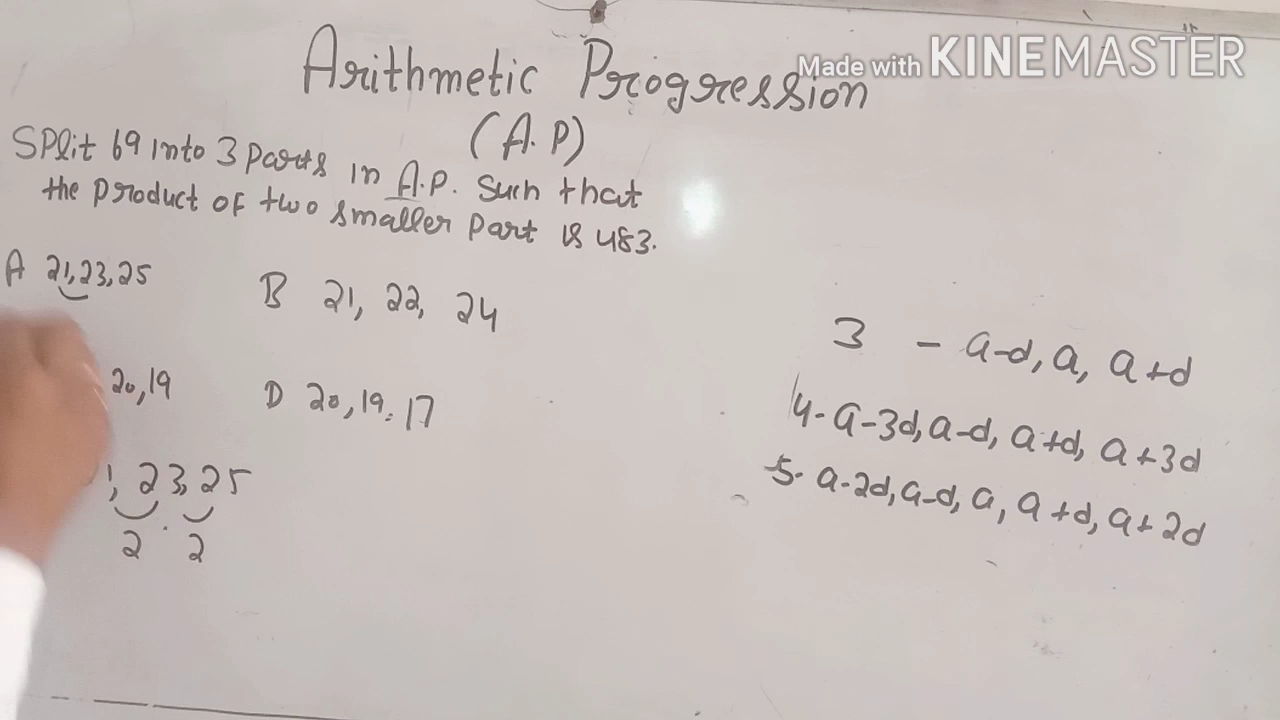 Arithmetic Progression
Made with KINEMASTER
(A.P)
Split 69 into 3 parts in A.P. such that
the product of two smaller part is 483.
A 21,23,25
B 21, 22, 24
20,19
D 20,19,17
, 23,25
2 2
3 - a-d, a, a+d
4- a-3d, a-d, a+d, a+3d
5- a-2d, a-d, a, a+d, a+2d